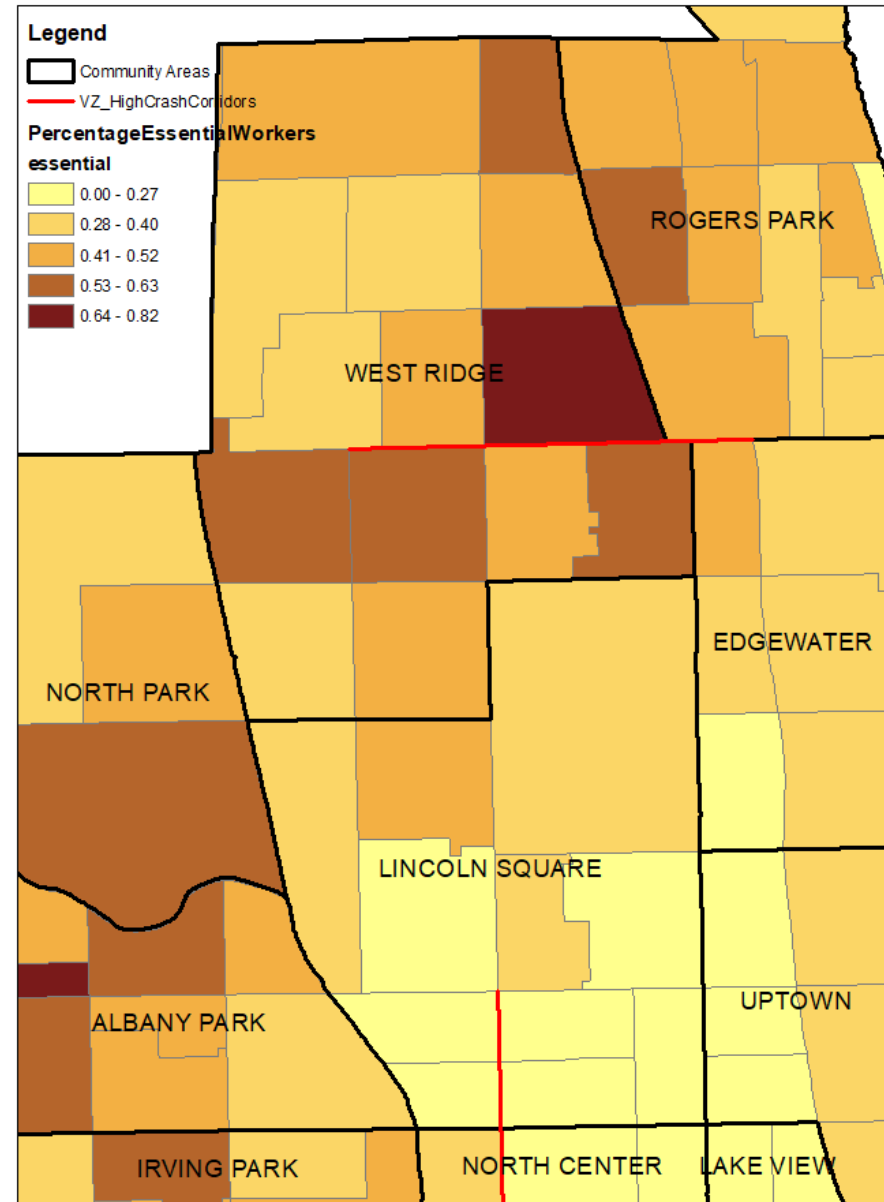 Legend
Community Areas
VZ_HighCrashCorridors
PercentageEssentialWorkers
essential
0.00 - 0.27
0.28 - 0.40
0.41 - 0.52
0.53 - 0.63
0.64 - 0.82
ROGERS PARK
WEST RIDGE
EDGEWATER
NORTH PARK
LINCOLN SQUARE
UPTOWN
ALBANY PARK
IRVING PARK
NORTH CENTER
LAKE VIEW